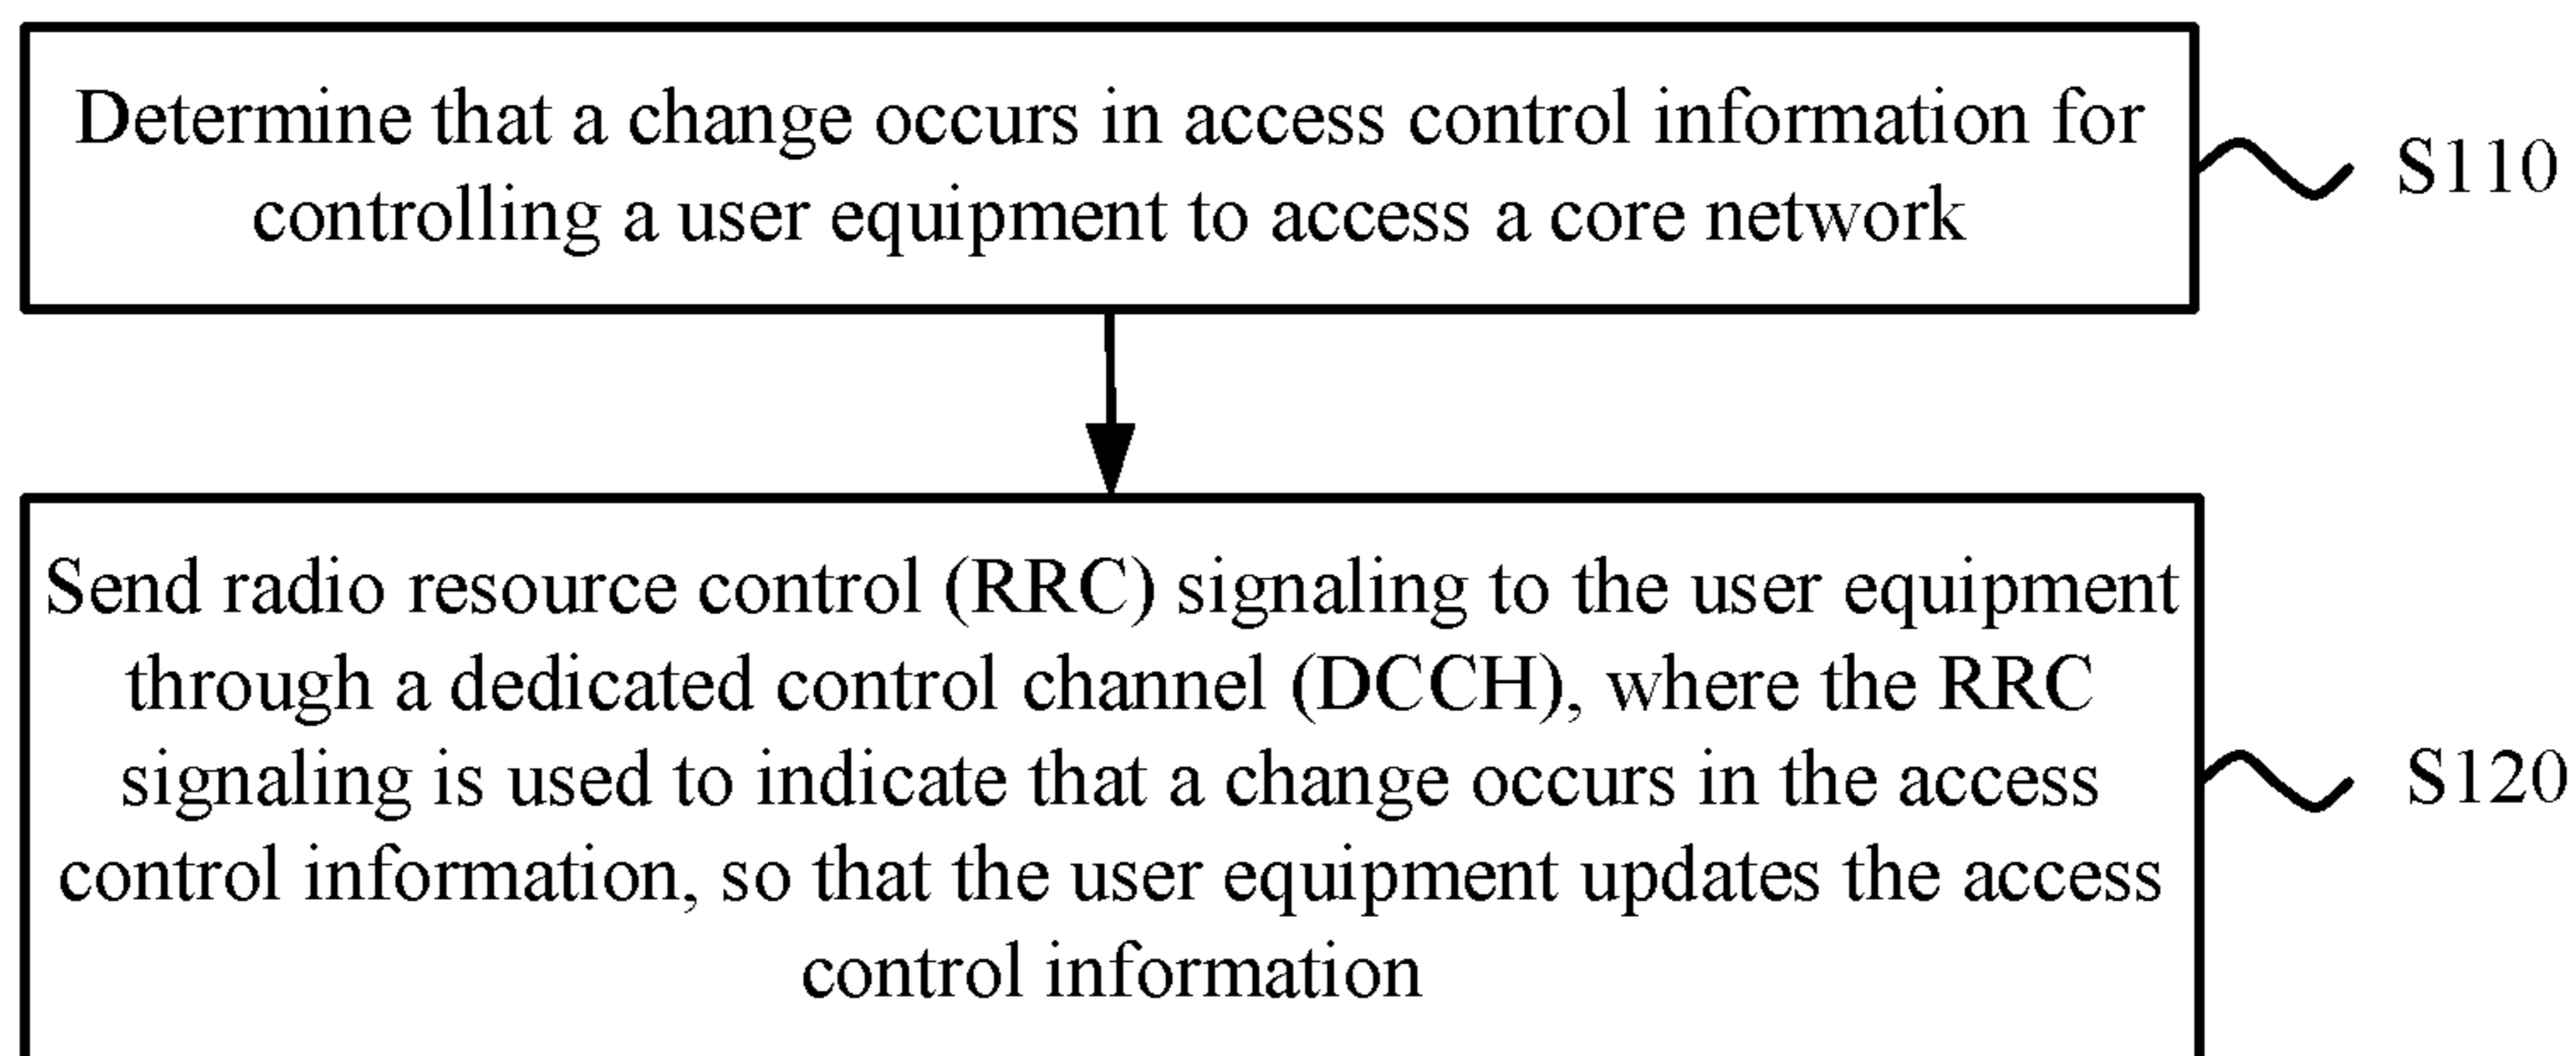 Determine that a change occurs in access control information for
controlling a user equipment to access a core network
S110
Send radio resource control (RRC) signaling to the user equipment
through a dedicated control channel (DCCH), where the RRC
signaling is used to indicate that a change occurs in the access
control information, so that the user equipment updates the access
control information
S120